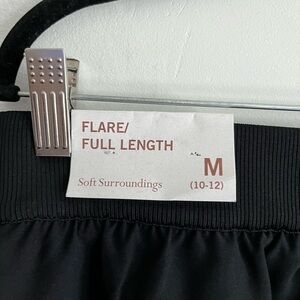 FLARE/
FULL LENGTH
M
Soft Surroundings
(10-12)